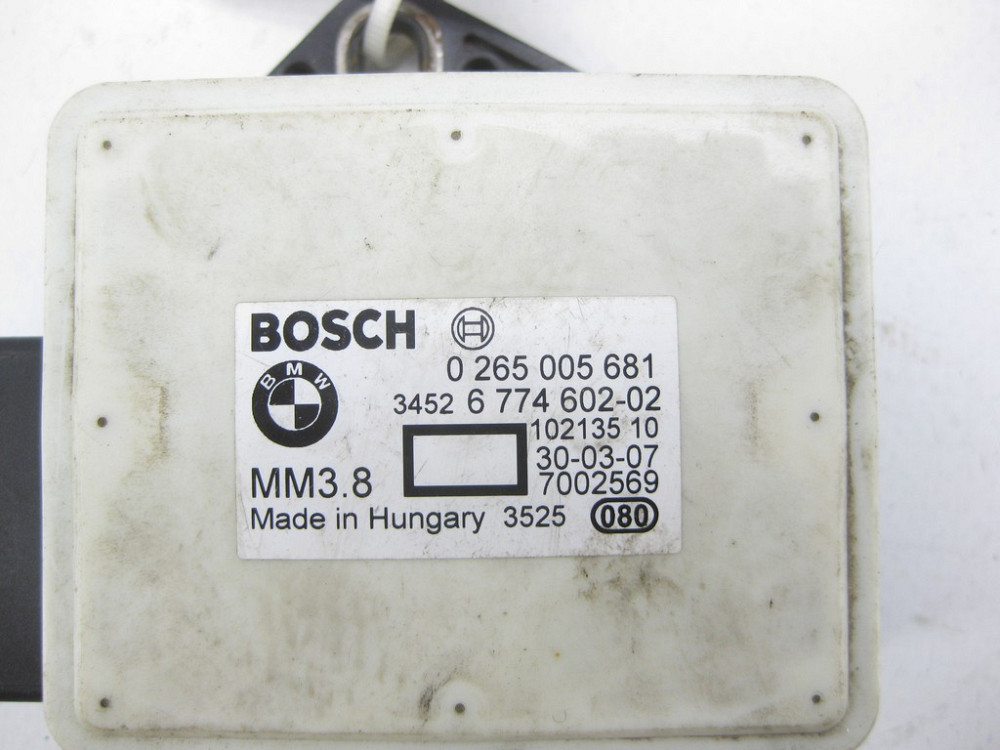 BOSCH
0 265 005 681
BMW
3452 6 774 602-02
102135 10
30-03-07
MM3.8
7002569
Made in Hungary 3525 080